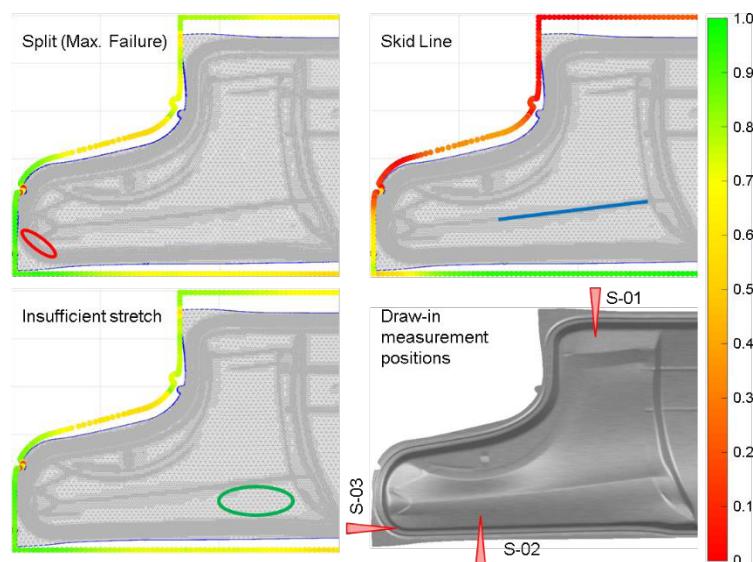 Split (Max. Failure)
Skid Line
Insufficient stretch
Draw-in
measurement
positions
S-01
S-03
S-02
1.0
0.9
0.8
0.7
0.6
0.5
0.4
0.3
0.2
0.1
0.0